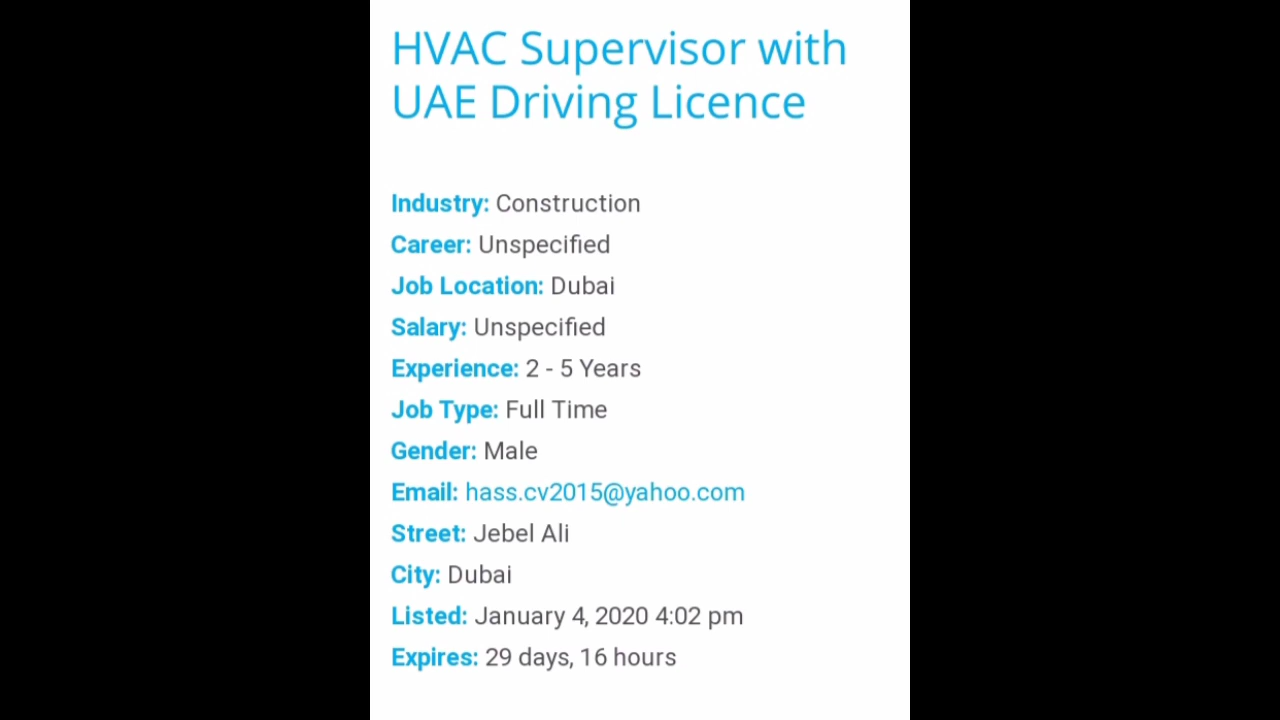 HVAC Supervisor with
UAE Driving Licence
Industry: Construction
Career: Unspecified
Job Location: Dubai
Salary: Unspecified
Experience: 2 - 5 Years
Job Type: Full Time
Gender: Male
Email: hass.cv2015@yahoo.com
Street: Jebel Ali
City: Dubai
Listed: January 4, 2020 4:02 pm
Expires: 29 days, 16 hours